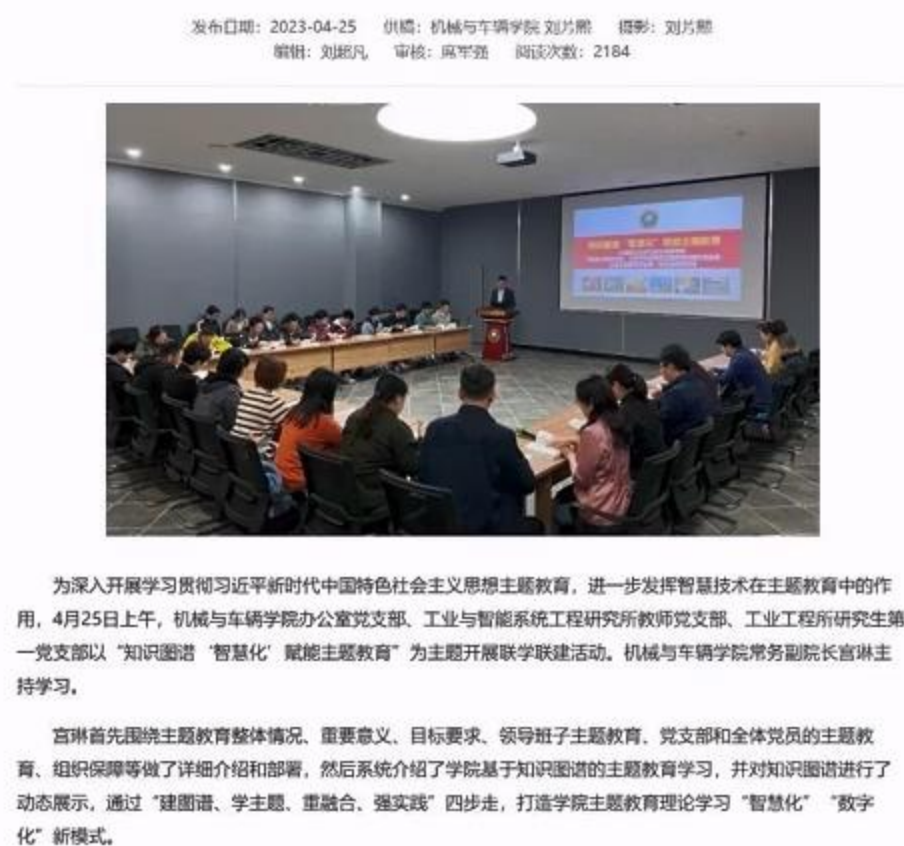 发布日期：2023-04-25 供稿：机械与车辆学院 刘芳熙 摄影：刘芳熙
编辑：刘超凡 审核：席军强 阅读次数：2184
为深入开展学习贯彻习近平新时代中国特色社会主义思想主题教育，进一步发挥智慧技术在主题教育中的作
用，4月25日上午，机械与车辆学院办公室党支部、工业与智能系统工程研究所教师党支部、工业工程所研究生第
一党支部以“知识图谱‘智慧化’赋能主题教育”为主题开展联学联建活动。机械与车辆学院常务副院长宫琳主
持学习。
宫琳首先围绕主题教育整体情况、重要意义、目标要求、领导班子主题教育、党支部和全体党员的主题教
育、组织保障等做了详细介绍和部署，然后系统介绍了学院基于知识图谱的主题教育学习，并对知识图谱进行了
动态展示，通过“建图谱、学主题、重融合、强实践”四步走，打造学院主题教育理论学习“智慧化”“数字
化”新模式。